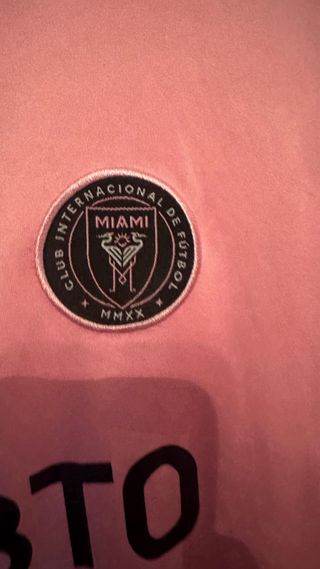 CLUB INTERNACIONAL DE FÚTBOL
MIAMI
MMXX
BTO